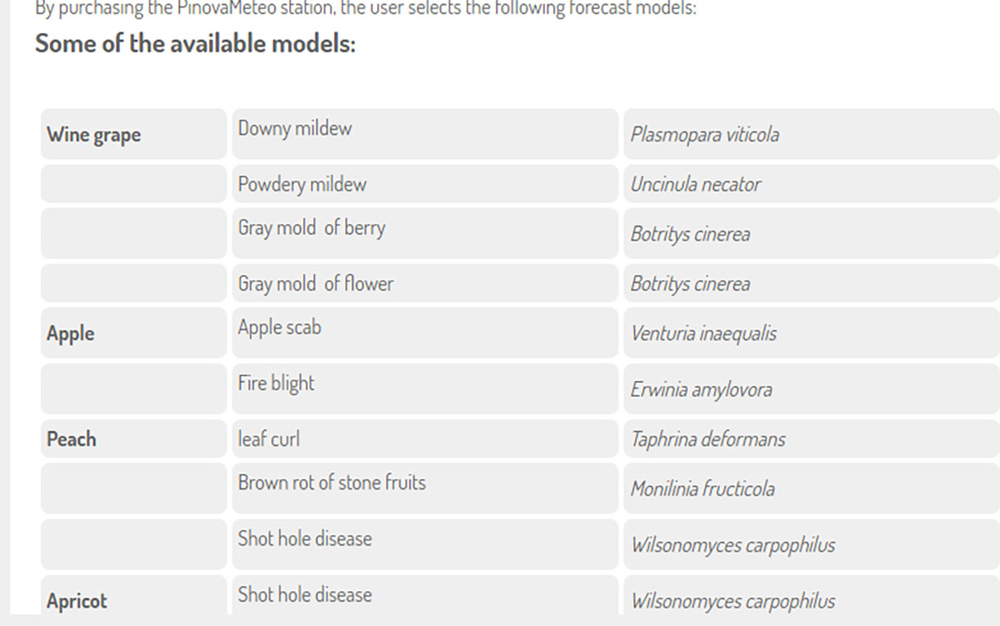 By purchasing the PinovaMeteo station, the user selects the following forecast models:
Some of the available models:
Wine grape Downy mildew Plasmopara viticola
Powdery mildew Uncinula necator
Gray mold of berry Botritys cinerea
Gray mold of flower Botritys cinerea
Apple Apple scab Venturia inaequalis
Fire blight Erwinia amylovora
Peach leaf curl Taphrina deformans
Brown rot of stone fruits Monilinia fructicola
Shot hole disease Wilsonomyces carpophilus
Apricot Shot hole disease Wilsonomyces carpophilus